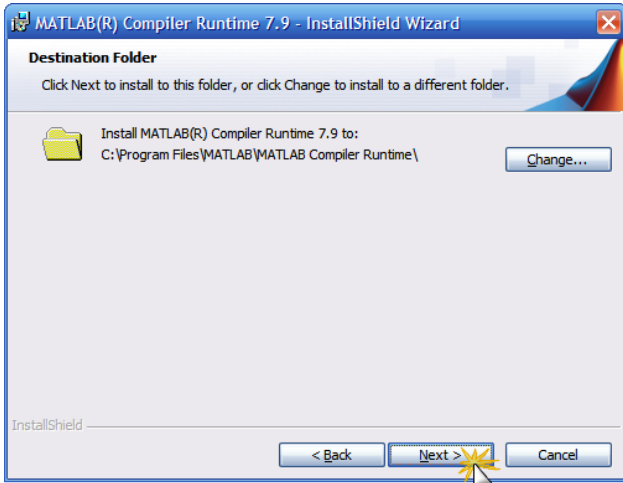 MATLAB(R) Compiler Runtime 7.9 - InstallShield Wizard
Destination Folder
Click Next to install to this folder, or click Change to install to a different folder.
Install MATLAB(R) Compiler Runtime 7.9 to:
C:\Program Files\MATLAB\MATLAB Compiler Runtime\
Change...
InstallShield
< Back
Next >
Cancel